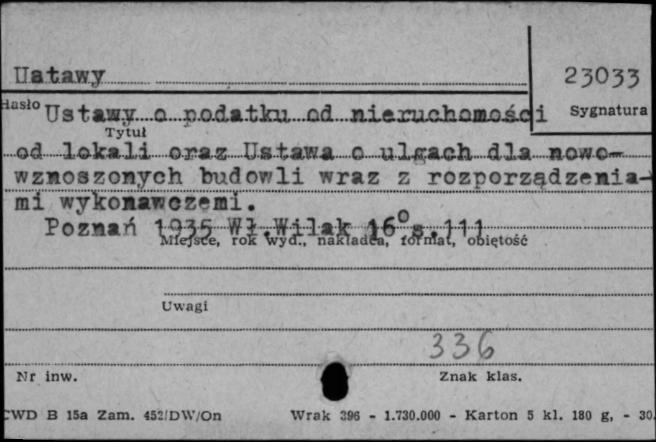 Ustawy
23033
Hasło
Ustawy o podatku od nieruchomości
Sygnatura
Tytuł
od lokali oraz Ustawa o ulgach dla nowo-
wznoszonych budowli wraz z rozporządzenia-
mi wykonawczemi.
Poznań 1935 Wł.Wilak 16° s.111
Miejsce, rok wyd., nakładca, format, objętość
Uwagi
336
Nr inw.
Znak klas.
CWD B 15a Zam. 452/DW/On Wrak 396 - 1.730.000 - Karton 5 kl. 180 g, - 30.